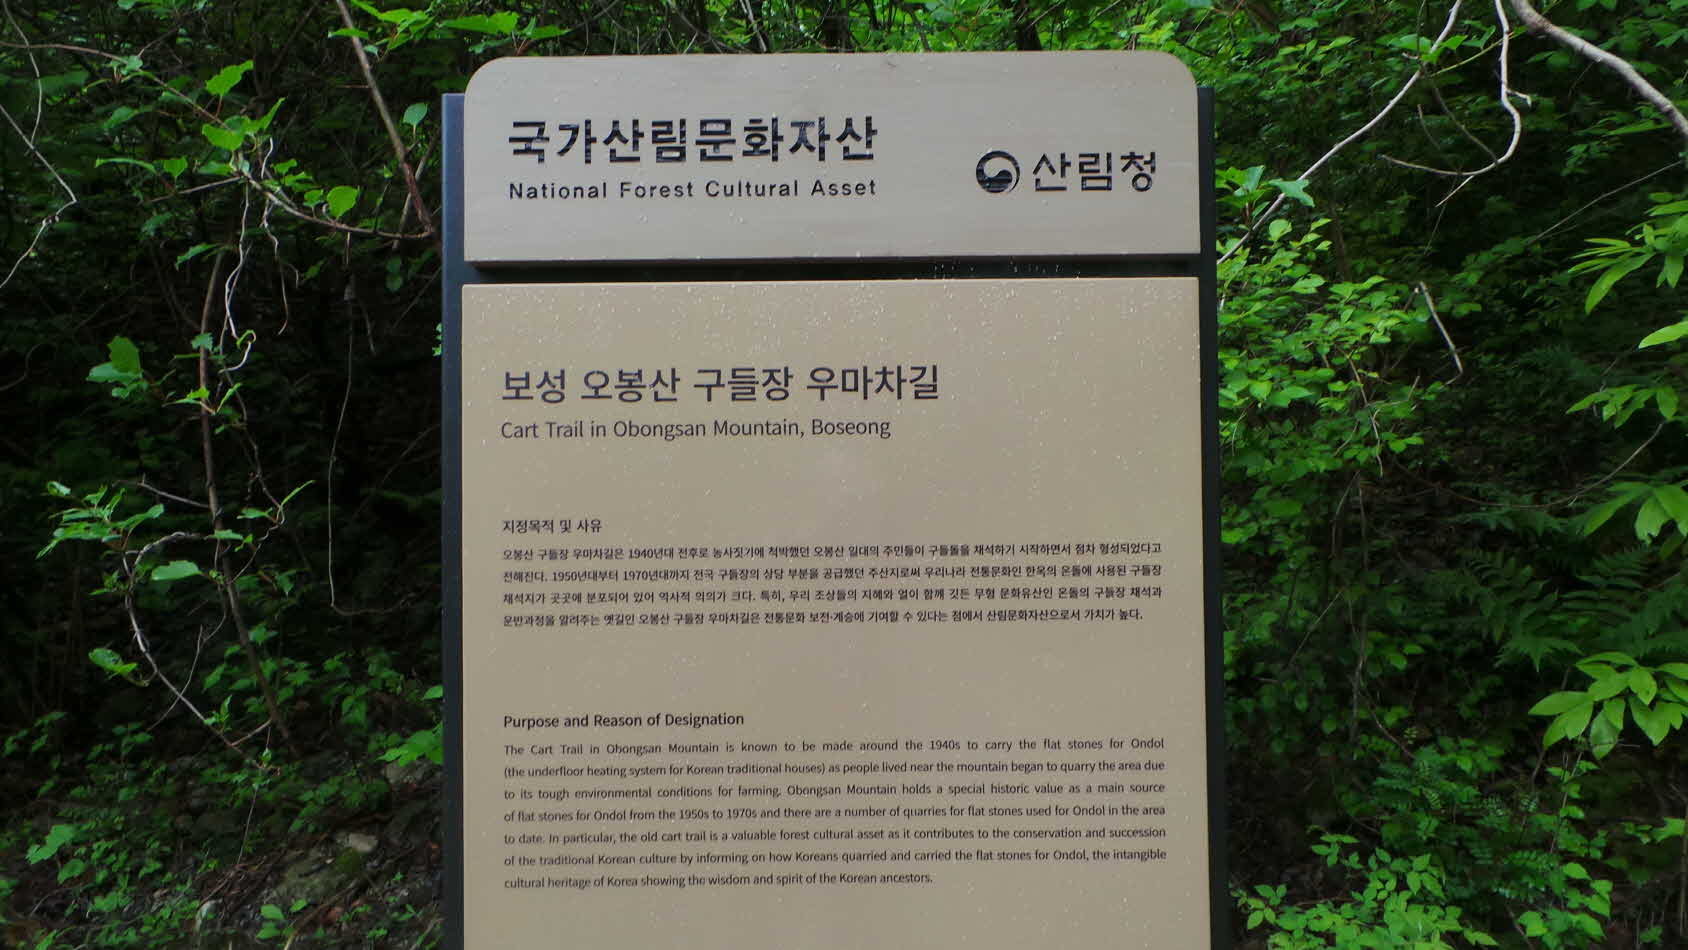 국가산림문화자산
National Forest Cultural Asset
산림청
보성 오봉산 구들장 우마차길
Cart Trail in Obongsan Mountain, Boseong
지정목적 및 사유
오봉산 구들장 우마차길은 1940년대 전후로 농사짓기에 척박했던 오봉산 일대의 주민들이 구들돌을 채석하기 시작하면서 점차 형성되었다고
전해진다. 1950년대부터 1970년대까지 전국 구들장의 상당 부분을 공급했던 주산지로써 우리나라 전통문화인 한옥의 온돌에 사용된 구들장
채석지가 곳곳에 분포되어 있어 역사적 의의가 크다. 특히, 우리 조상들의 지혜와 얼이 함께 깃든 무형 문화유산인 온돌의 구들장 채석과
운반과정을 알려주는 옛길인 오봉산 구들장 우마차길은 전통문화 보전·계승에 기여할 수 있다는 점에서 산림문화자산으로서 가치가 높다.
Purpose and Reason of Designation
The Cart Trail in Obongsan Mountain is known to be made around the 1940s to carry the flat stones for Ondol
(the underfloor heating system for Korean traditional houses) as people lived near the mountain began to quarry the area due
to its tough environmental conditions for farming. Obongsan Mountain holds a special historic value as a main source
of flat stones for Ondol from the 1950s to 1970s and there are a number of quarries for flat stones used for Ondol in the area
to date. In particular, the old cart trail is a valuable forest cultural asset as it contributes to the conservation and succession
of the traditional Korean culture by informing on how Koreans quarried and carried the flat stones for Ondol, the intangible
cultural heritage of Korea showing the wisdom and spirit of the Korean ancestors.